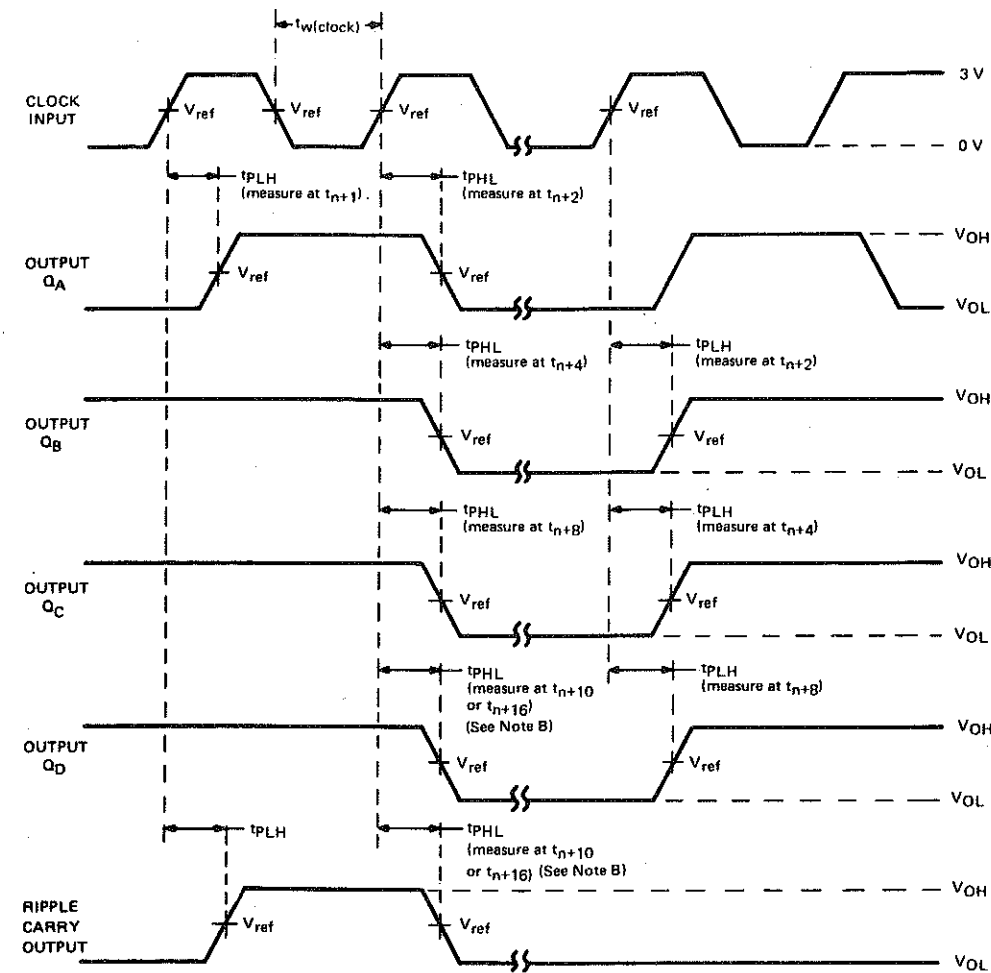 tw(clock)
3 V
CLOCK
INPUT
Vref
Vref
Vref
Vref
0 V
tPLH
(measure at tn+1)
tPHL
(measure at tn+2)
VOH
OUTPUT
QA
Vref
Vref
VOL
tPHL
(measure at tn+4)
tPLH
(measure at tn+2)
VOH
OUTPUT
QB
Vref
Vref
VOL
tPHL
(measure at tn+8)
tPLH
(measure at tn+4)
VOH
OUTPUT
QC
Vref
Vref
VOL
tPHL
(measure at tn+10
or tn+16)
(See Note B)
tPLH
(measure at tn+8)
VOH
OUTPUT
QD
Vref
Vref
VOL
tPLH
tPHL
(measure at tn+10
or tn+16) (See Note B)
VOH
RIPPLE
CARRY
OUTPUT
Vref
Vref
VOL